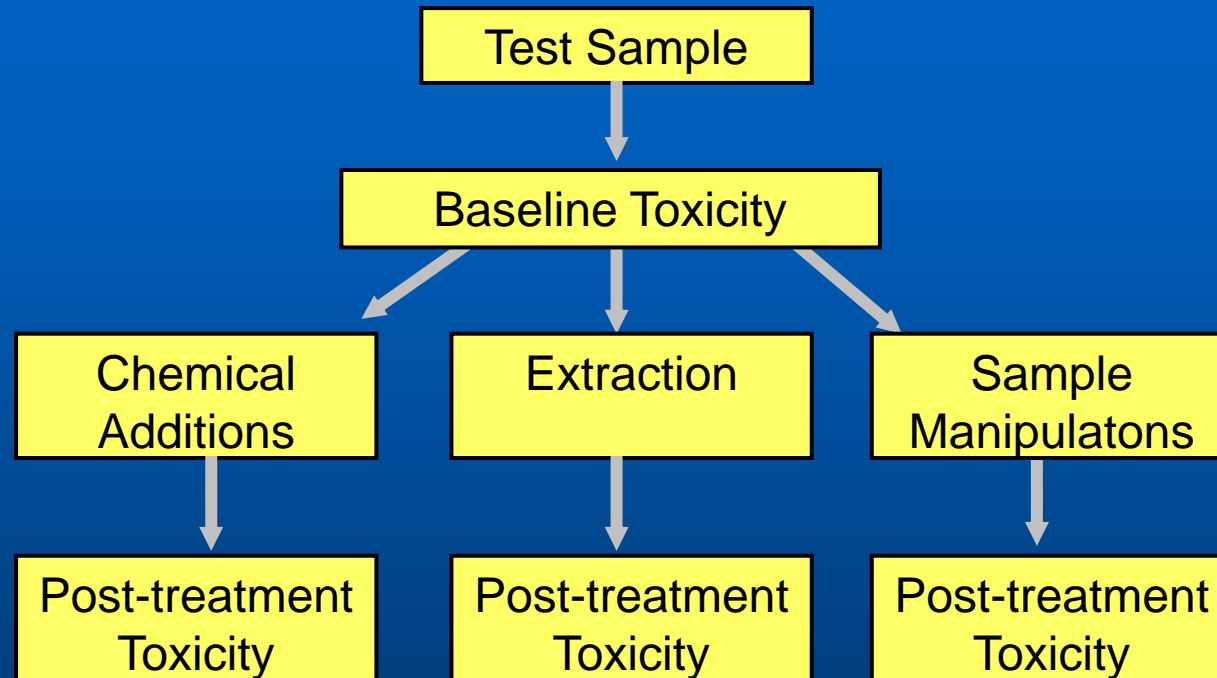 Test Sample
Baseline Toxicity
Chemical
Additions
Extraction
Sample
Manipulatons
Post-treatment
Toxicity
Post-treatment
Toxicity
Post-treatment
Toxicity